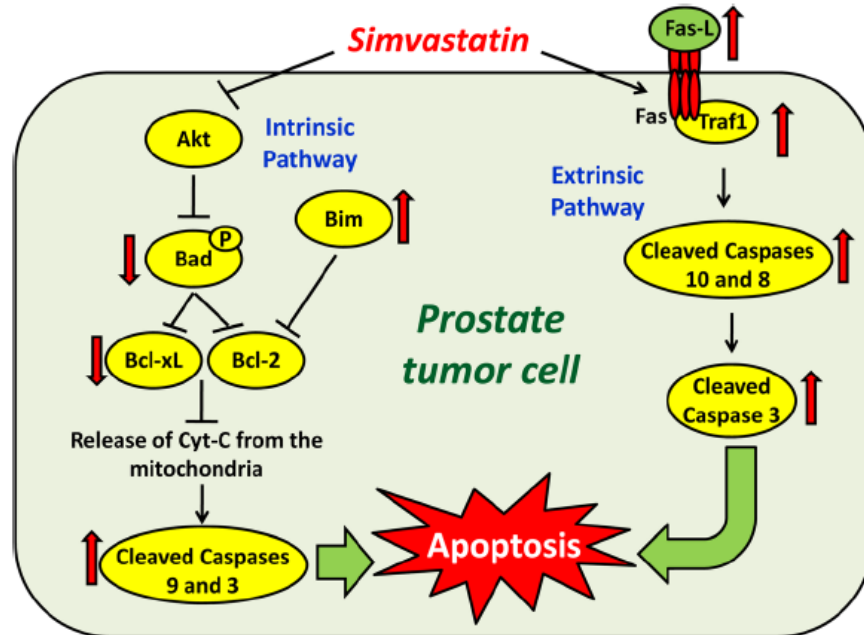 Simvastatin
Fas-L
Fas
Traf1
Akt
Intrinsic
Pathway
Bim
P
Bad
Extrinsic
Pathway
Cleaved Caspases
10 and 8
Bcl-xL
Bcl-2
Prostate
tumor cell
Cleaved
Caspase 3
Release of Cyt-C from the
mitochondria
Cleaved Caspases
9 and 3
Apoptosis